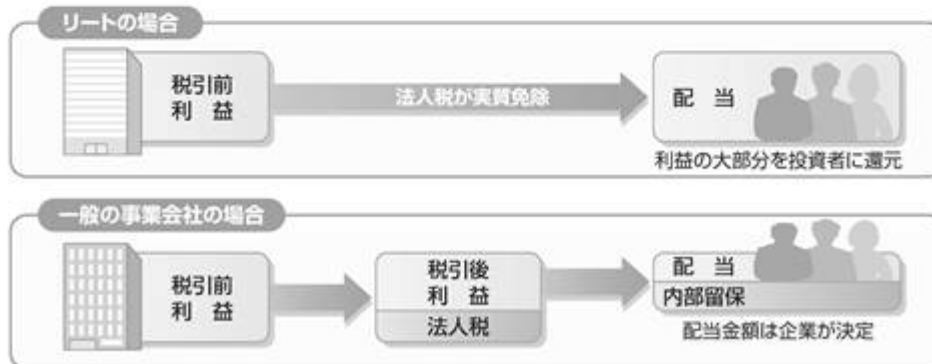 リートの場合
税引前
利 益
法人税が実質免除
配 当
利益の大部分を投資者に還元
一般の事業会社の場合
税引前
利 益
税引後
利 益
法人税
配 当
内部留保
配当金額は企業が決定